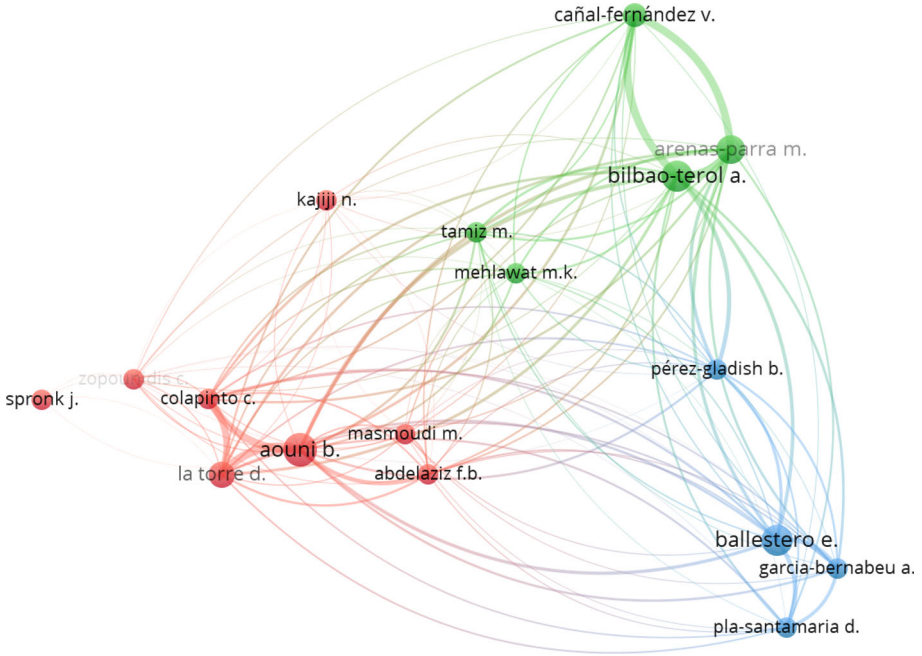 cañal-fernández v.
arenas-parra m.
bilbao-terol a.
kajiji n.
tamiz m.
mehlawat m.k.
pérez-gladish b.
zopounidis c.
spronk j.
colapinto c.
masmoudi m.
aouni b.
la torre d.
abdelaziz f.b.
ballestero e.
garcia-bernabeu a.
pla-santamaria d.